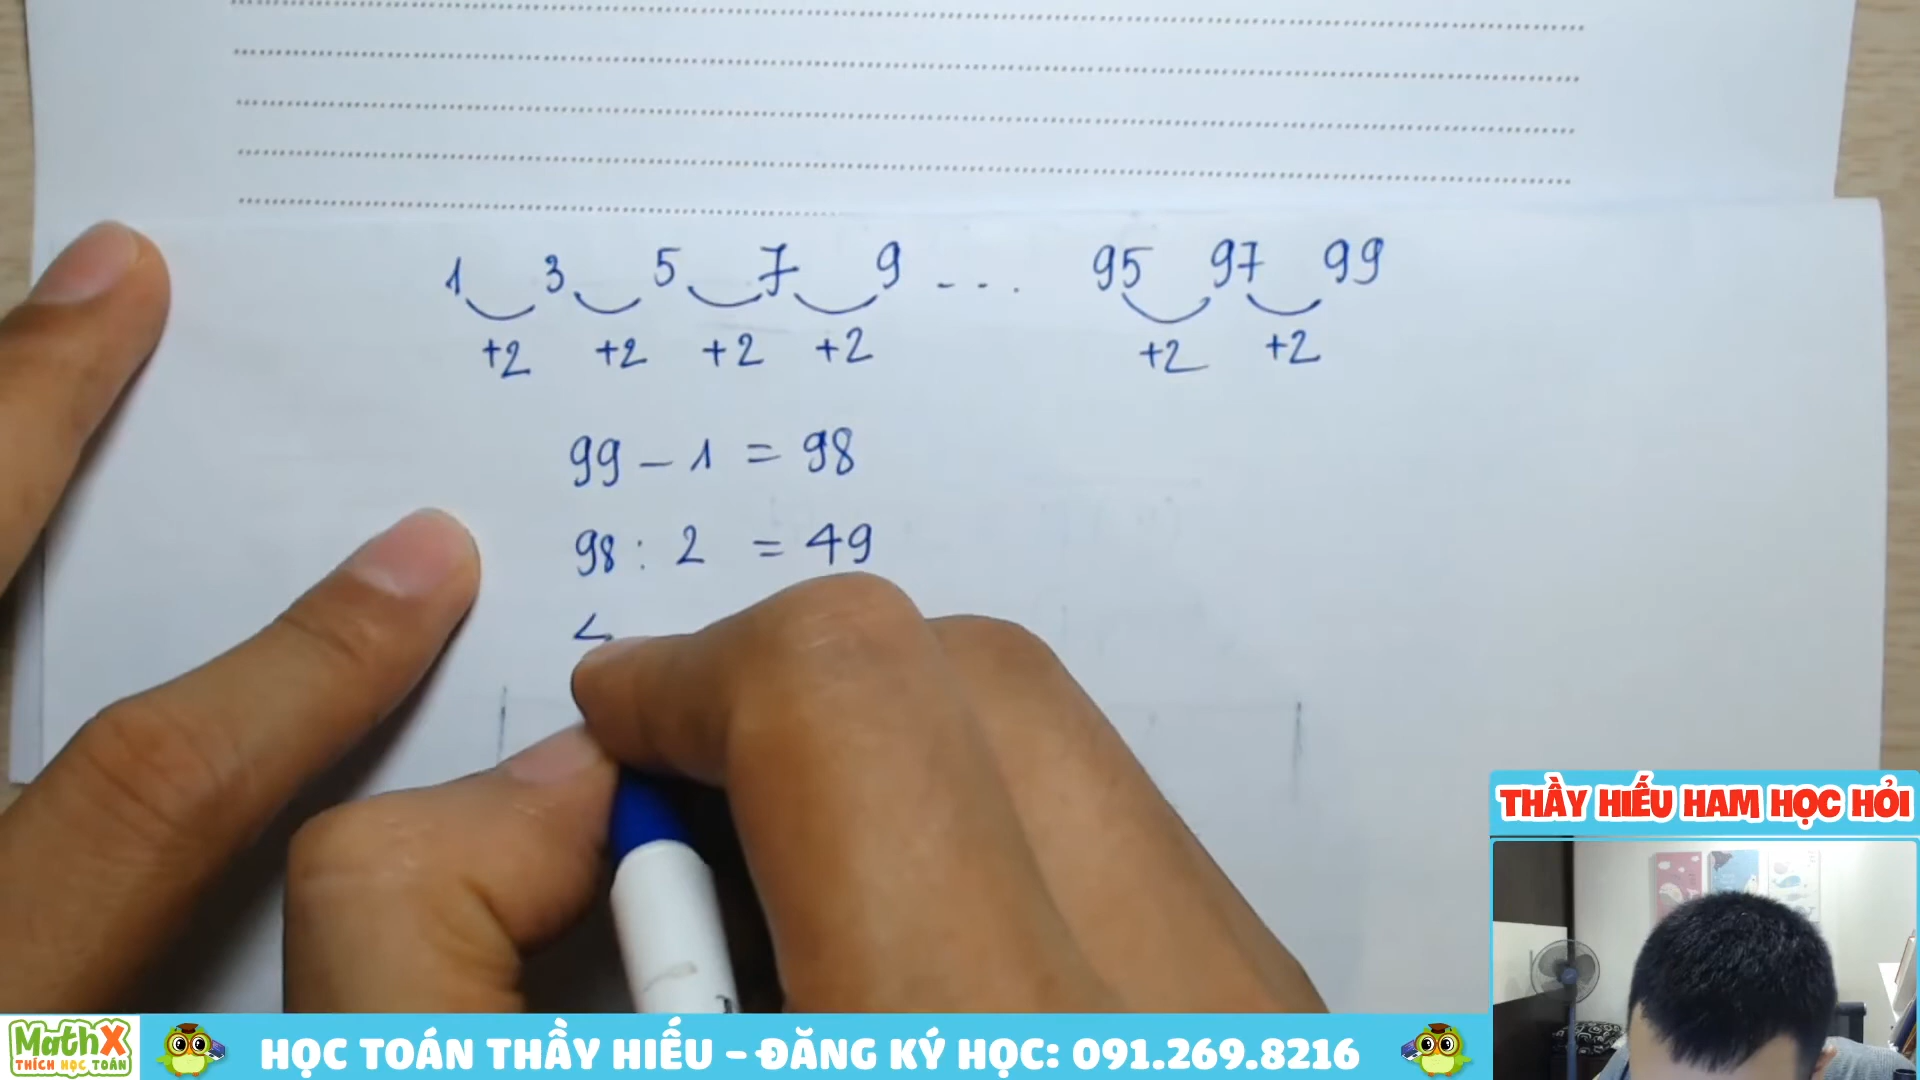 1 3 5 7 9 ... 95 97 99
+2 +2 +2 +2 +2 +2
99 - 1 = 98
98 : 2 = 49
THẦY HIẾU HAM HỌC HỎI
MathX
THÍCH HỌC TOÁN
HỌC TOÁN THẦY HIẾU - ĐĂNG KÝ HỌC: 091.269.8216